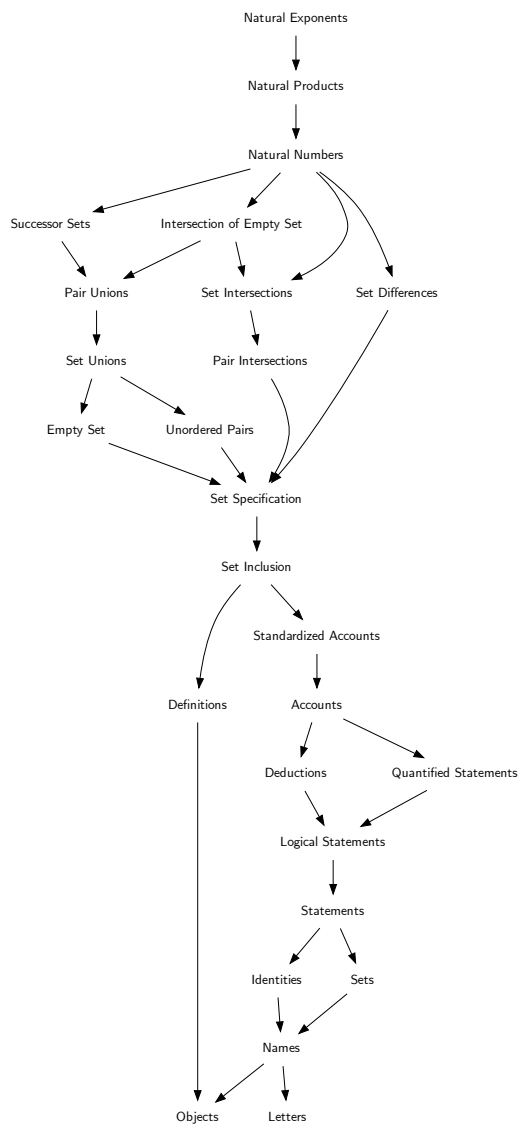 Natural Exponents
Natural Products
Natural Numbers
Successor Sets
Intersection of Empty Set
Pair Unions
Set Intersections
Set Differences
Set Unions
Pair Intersections
Empty Set
Unordered Pairs
Set Specification
Set Inclusion
Standardized Accounts
Definitions
Accounts
Deductions
Quantified Statements
Logical Statements
Statements
Identities
Sets
Names
Objects
Letters